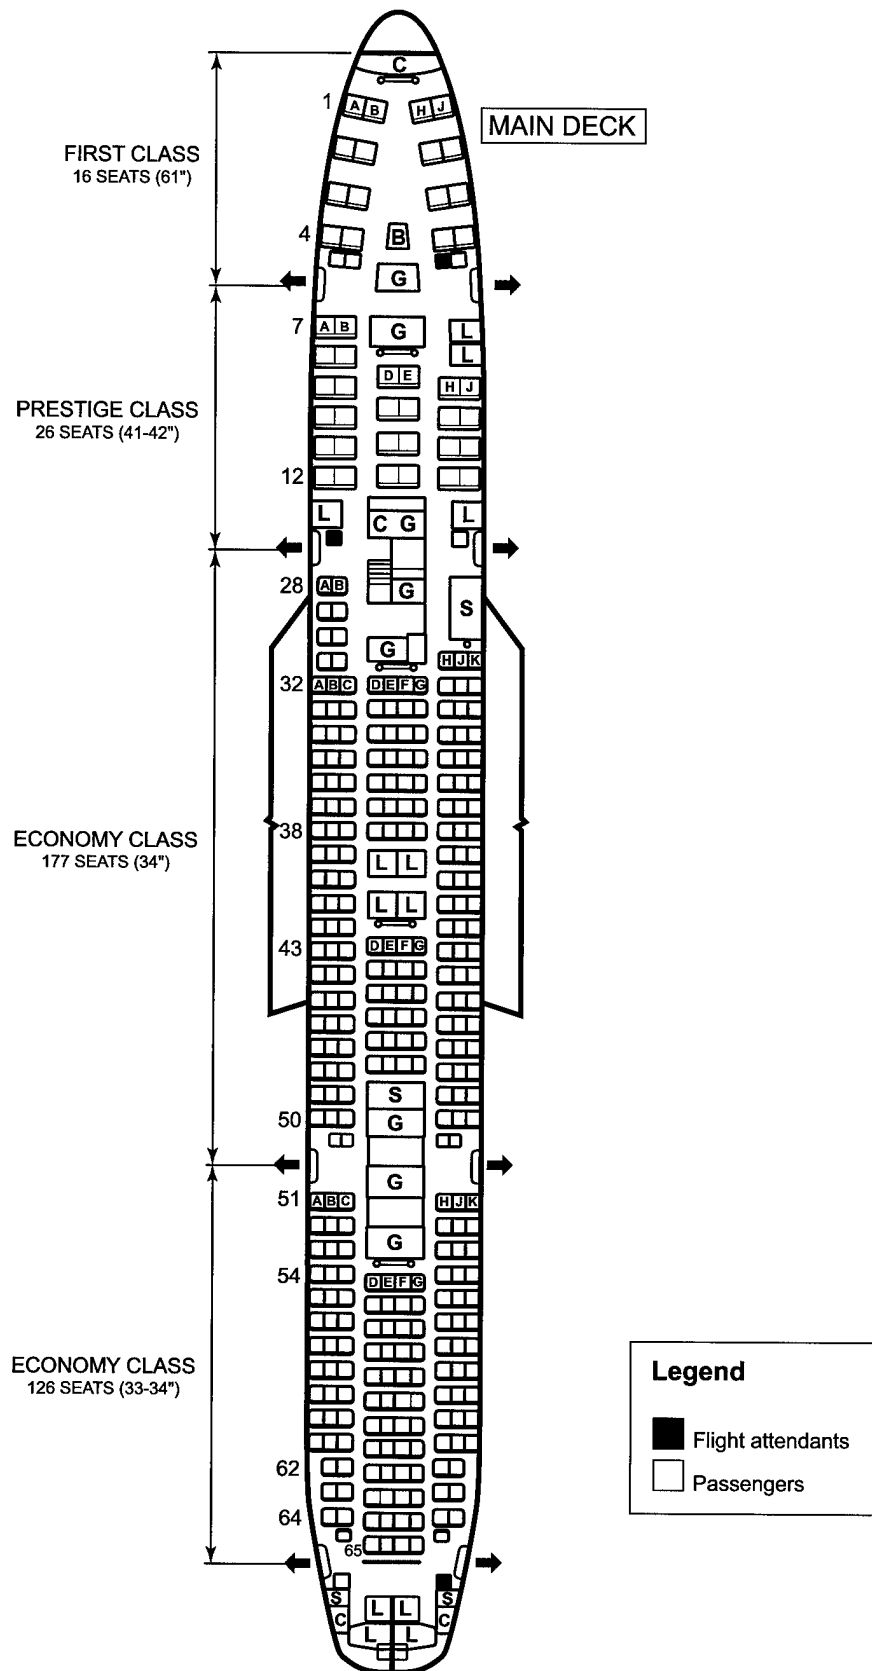 C
1 A B H J
MAIN DECK
FIRST CLASS
16 SEATS (61")
4 B
G
7 A B G L
L
D E H J
PRESTIGE CLASS
26 SEATS (41-42")
12
L C G L
28 A B G
S
G H J K
32 A B C D E F G
38
ECONOMY CLASS
177 SEATS (34")
L L
L L
43 D E F G
S
50 G
G
51 A B C H J K
G
54 D E F G
ECONOMY CLASS
126 SEATS (33-34")
Legend
Flight attendants
Passengers
62
64
65
S S
C L L C
L L